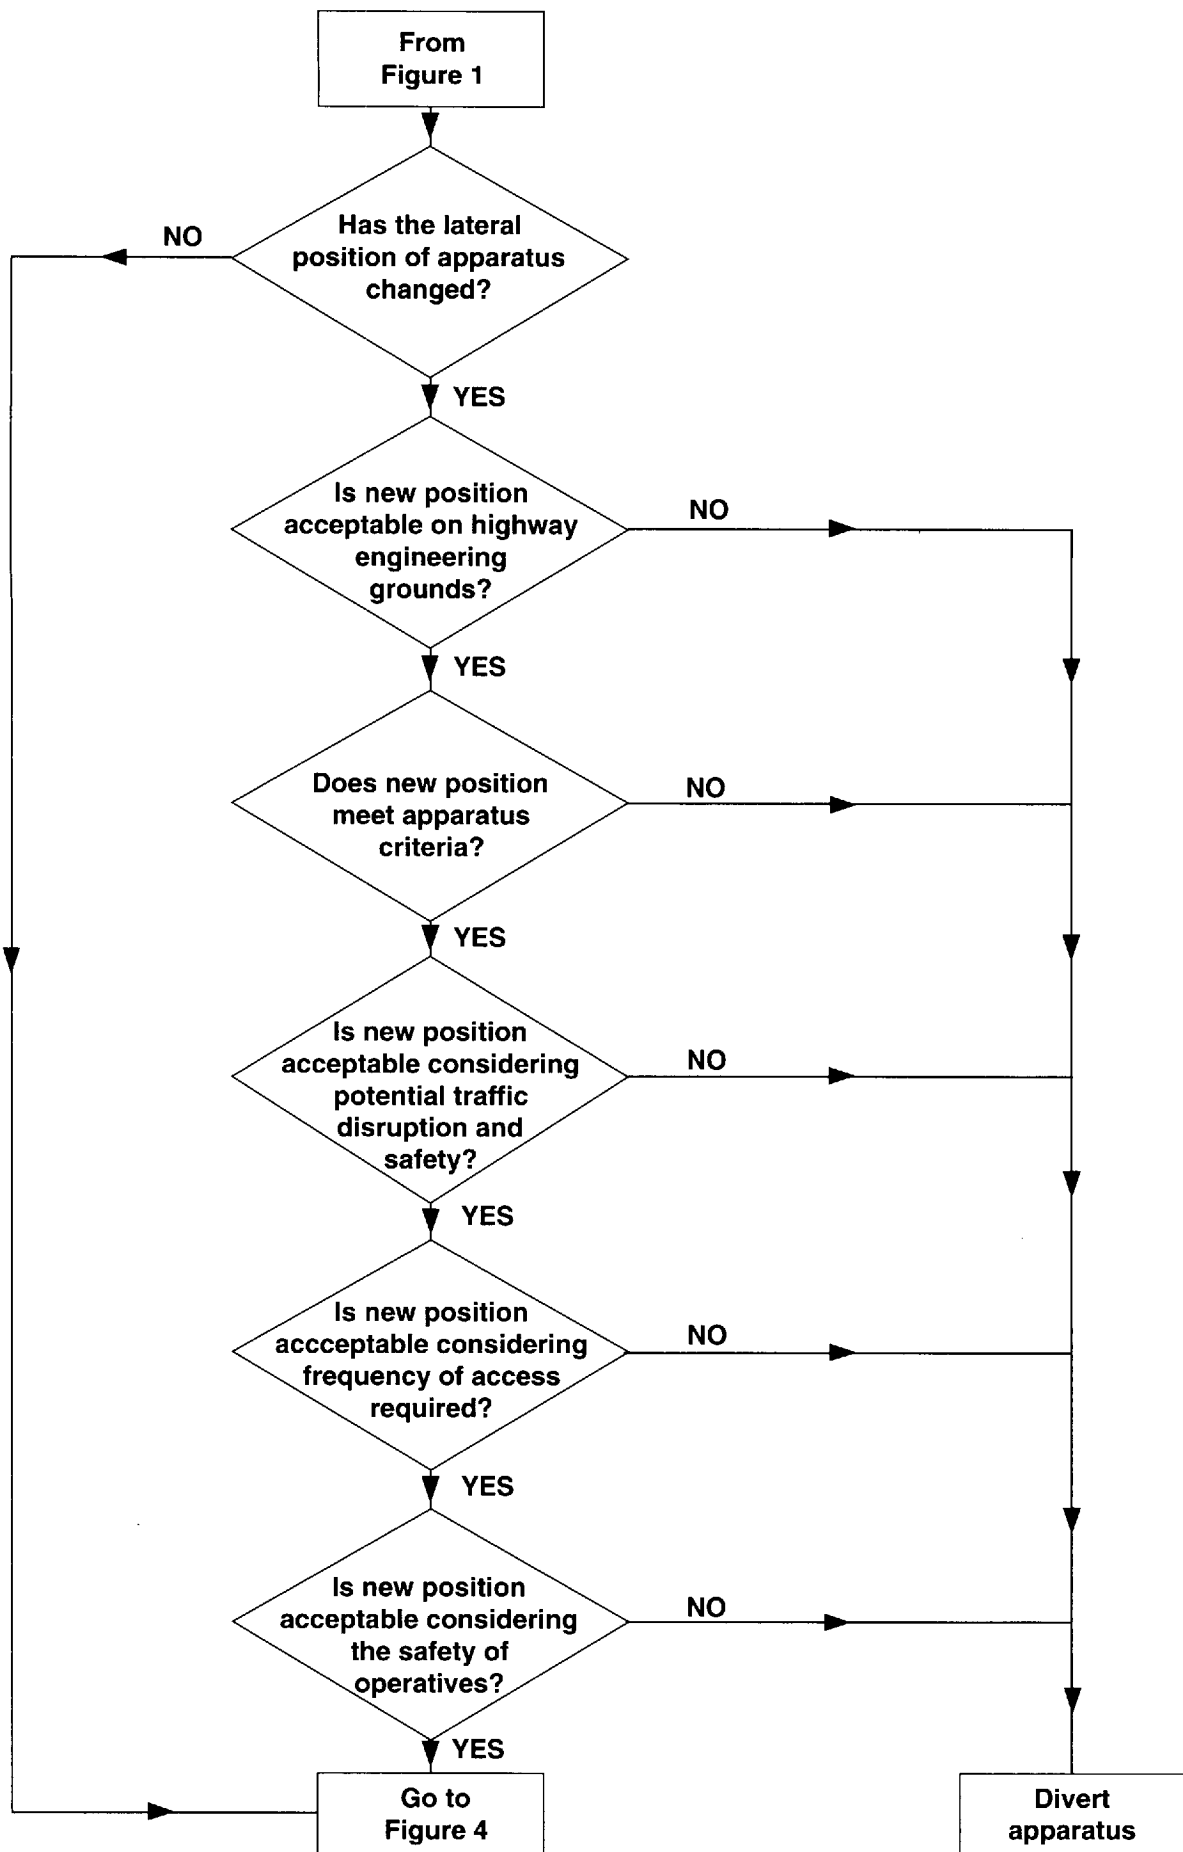 From
Figure 1
Has the lateral
position of apparatus
changed?
NO
YES
Is new position
acceptable on highway
engineering
grounds?
NO
YES
Does new position
meet apparatus
criteria?
NO
YES
Is new position
acceptable considering
potential traffic
disruption and
safety?
NO
YES
Is new position
accceptable considering
frequency of access
required?
NO
YES
Is new position
acceptable considering
the safety of
operatives?
NO
YES
Go to
Figure 4
Divert
apparatus